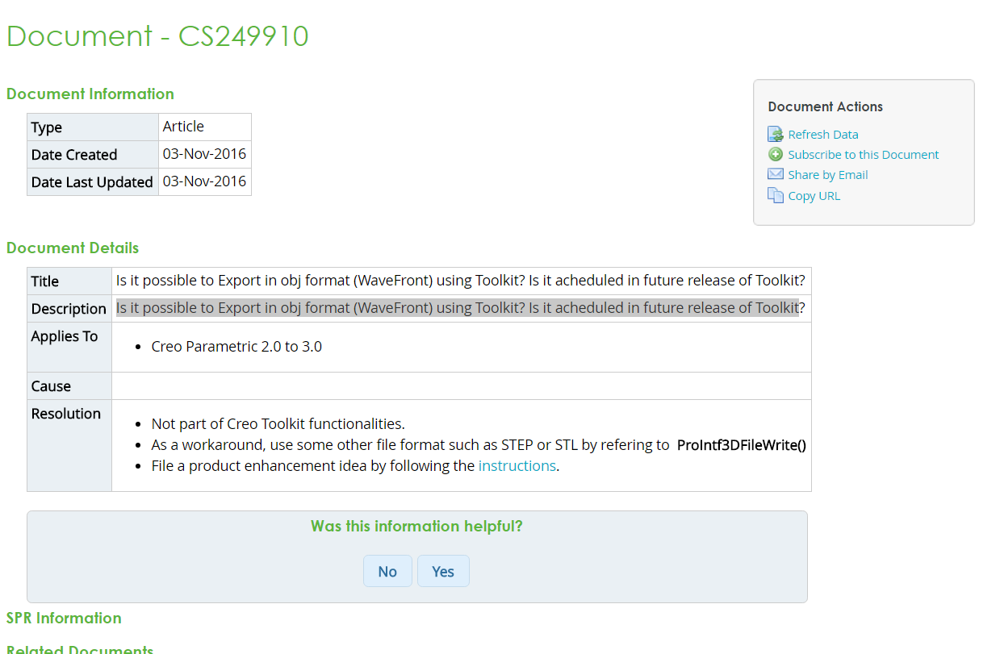 Document - CS249910
Document Information
Type Article
Date Created 03-Nov-2016
Date Last Updated 03-Nov-2016
Document Actions
Refresh Data
Subscribe to this Document
Share by Email
Copy URL
Document Details
Title Is it possible to Export in obj format (WaveFront) using Toolkit? Is it acheduled in future release of Toolkit?
Description Is it possible to Export in obj format (WaveFront) using Toolkit? Is it acheduled in future release of Toolkit?
Applies To
• Creo Parametric 2.0 to 3.0
Cause
Resolution
• Not part of Creo Toolkit functionalities.
• As a workaround, use some other file format such as STEP or STL by refering to ProIntf3DFileWrite()
• File a product enhancement idea by following the instructions.
Was this information helpful?
No Yes
SPR Information
Related Documents